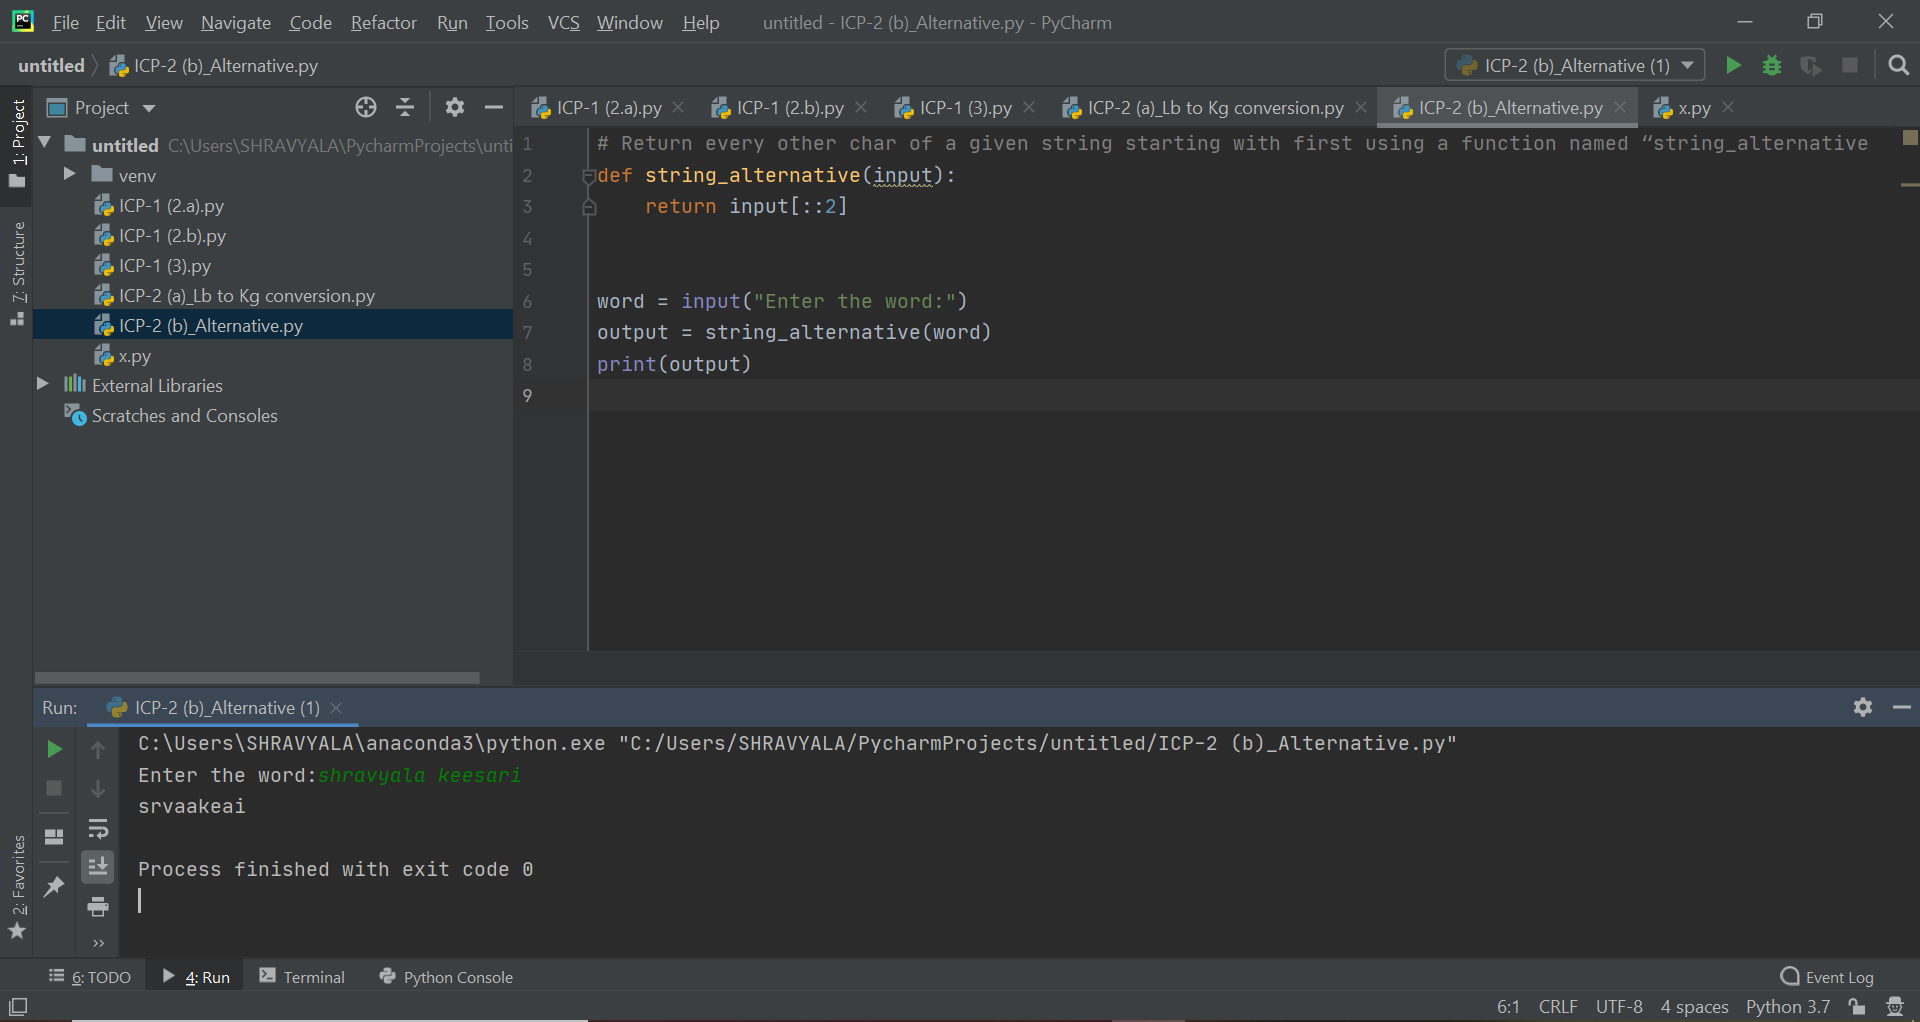 PC File Edit View Navigate Code Refactor Run Tools VCS Window Help untitled - ICP-2 (b)_Alternative.py - PyCharm
untitled ICP-2 (b)_Alternative.py ICP-2 (b)_Alternative (1)
1: Project
7: Structure
2: Favorites
Project
untitled C:\Users\SHRAVYALA\PycharmProjects\unti
venv
ICP-1 (2.a).py
ICP-1 (2.b).py
ICP-1 (3).py
ICP-2 (a)_Lb to Kg conversion.py
ICP-2 (b)_Alternative.py
x.py
External Libraries
Scratches and Consoles
ICP-1 (2.a).py ICP-1 (2.b).py ICP-1 (3).py ICP-2 (a)_Lb to Kg conversion.py ICP-2 (b)_Alternative.py x.py
1 # Return every other char of a given string starting with first using a function named “string_alternative
2 def string_alternative(input):
3 return input[::2]
4
5
6 word = input("Enter the word:")
7 output = string_alternative(word)
8 print(output)
9
Run: ICP-2 (b)_Alternative (1)
C:\Users\SHRAVYALA\anaconda3\python.exe "C:/Users/SHRAVYALA/PycharmProjects/untitled/ICP-2 (b)_Alternative.py"
Enter the word:shravyala keesari
srvaakeai
Process finished with exit code 0
6: TODO 4: Run Terminal Python Console Event Log
6:1 CRLF UTF-8 4 spaces Python 3.7